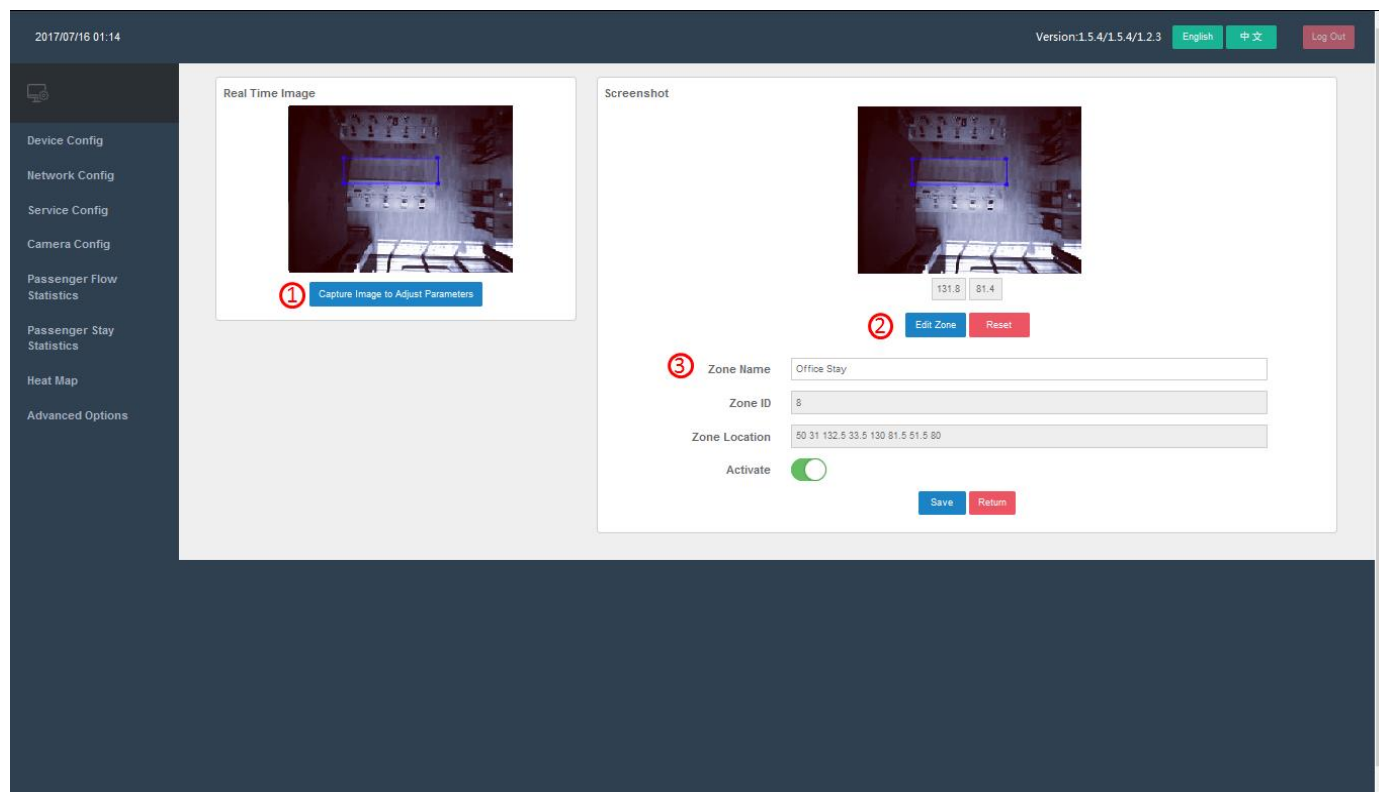 2017/07/16 01:14
Version:1.5.4/1.5.4/1.2.3
English
中文
Log Out
Device Config
Network Config
Service Config
Camera Config
Passenger Flow
Statistics
Passenger Stay
Statistics
Heat Map
Advanced Options
Real Time Image
① Capture Image to Adjust Parameters
Screenshot
131.8 81.4
② Edit Zone Reset
③ Zone Name Office Stay
Zone ID 8
Zone Location 50 31 132.5 33.5 130 81.5 51.5 80
Activate
Save Return